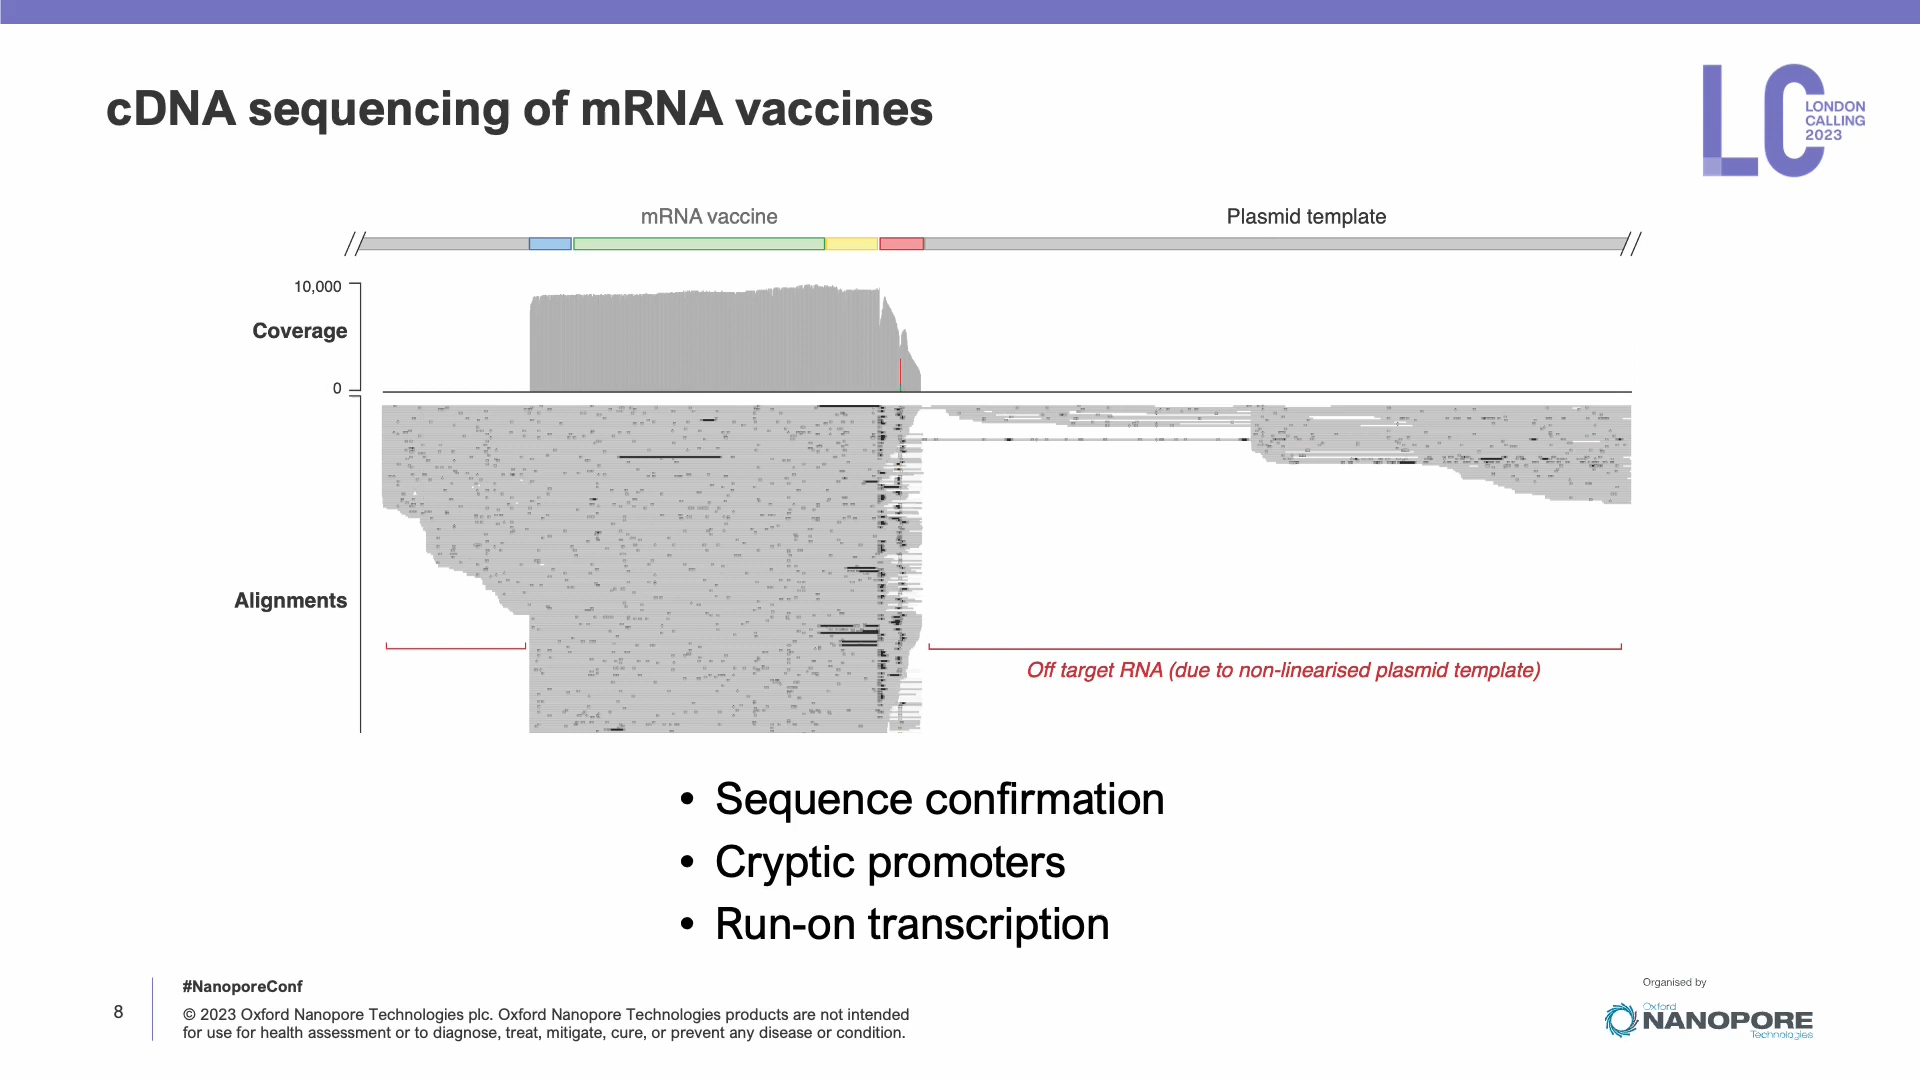 cDNA sequencing of mRNA vaccines
LC
LONDON
CALLING
2023
mRNA vaccine
Plasmid template
10,000
Coverage
0
Alignments
Off target RNA (due to non-linearised plasmid template)
• Sequence confirmation
• Cryptic promoters
• Run-on transcription
8
#NanoporeConf
© 2023 Oxford Nanopore Technologies plc. Oxford Nanopore Technologies products are not intended
for use for health assessment or to diagnose, treat, mitigate, cure, or prevent any disease or condition.
Organised by
Oxford
NANOPORE
Technologies